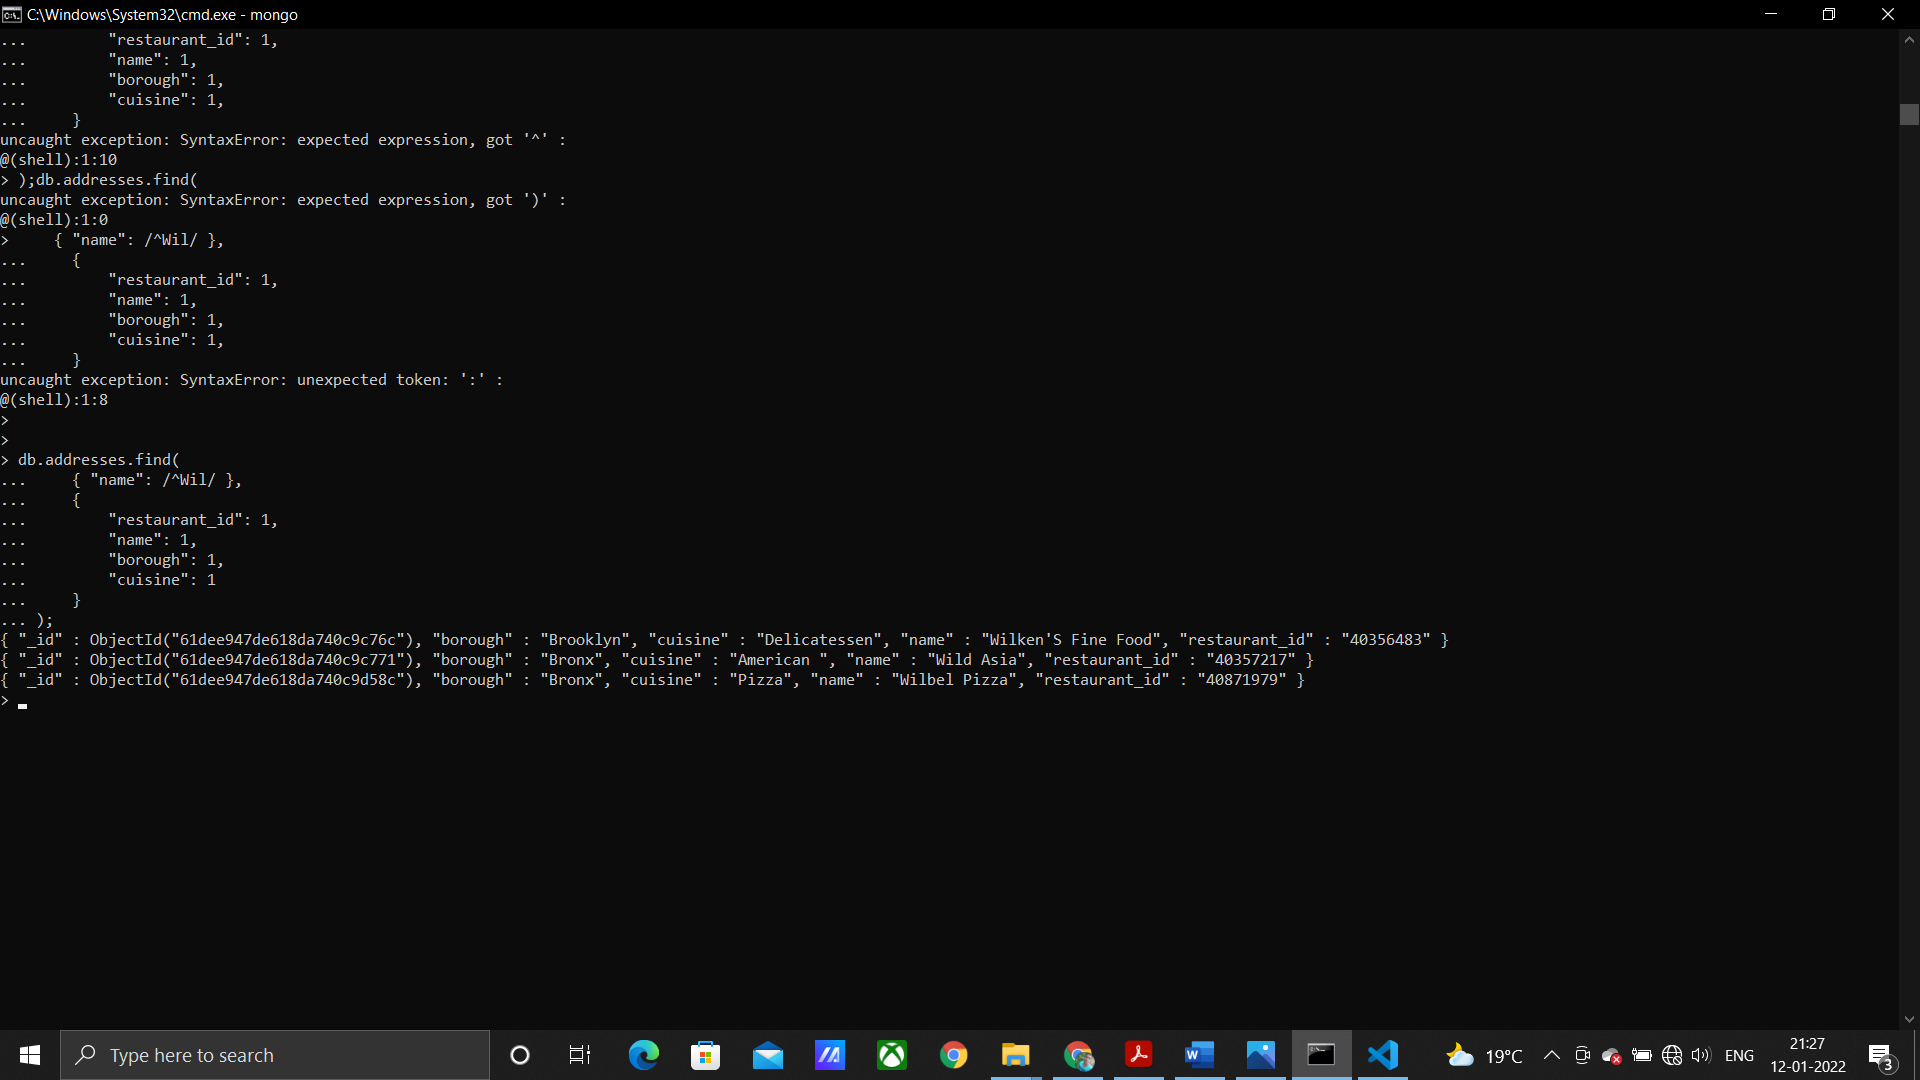 C:\Windows\System32\cmd.exe - mongo
...         "restaurant_id": 1,
...         "name": 1,
...         "borough": 1,
...         "cuisine": 1,
...     }
uncaught exception: SyntaxError: expected expression, got '^' :
@(shell):1:10
> );db.addresses.find(
uncaught exception: SyntaxError: expected expression, got ')' :
@(shell):1:0
>     { "name": /^Wil/ },
...     {
...         "restaurant_id": 1,
...         "name": 1,
...         "borough": 1,
...         "cuisine": 1,
...     }
uncaught exception: SyntaxError: unexpected token: ':' :
@(shell):1:8
>
>
> db.addresses.find(
...     { "name": /^Wil/ },
...     {
...         "restaurant_id": 1,
...         "name": 1,
...         "borough": 1,
...         "cuisine": 1
...     }
... );
{ "_id" : ObjectId("61dee947de618da740c9c76c"), "borough" : "Brooklyn", "cuisine" : "Delicatessen", "name" : "Wilken'S Fine Food", "restaurant_id" : "40356483" }
{ "_id" : ObjectId("61dee947de618da740c9c771"), "borough" : "Bronx", "cuisine" : "American ", "name" : "Wild Asia", "restaurant_id" : "40357217" }
{ "_id" : ObjectId("61dee947de618da740c9d58c"), "borough" : "Bronx", "cuisine" : "Pizza", "name" : "Wilbel Pizza", "restaurant_id" : "40871979" }
>
Type here to search
19°C
ENG
21:27
12-01-2022
3